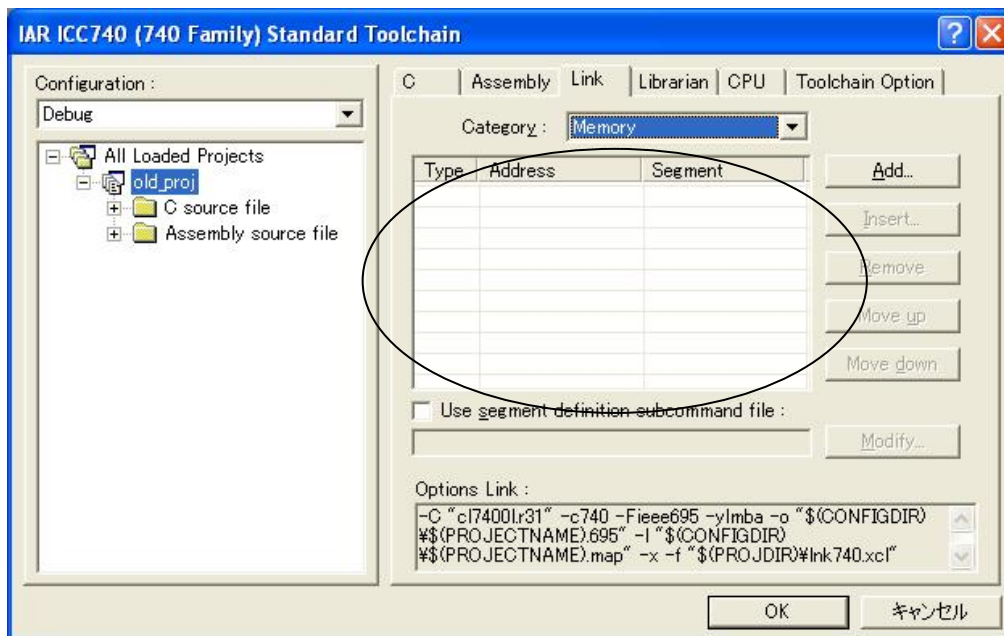 IAR ICC740 (740 Family) Standard Toolchain
Configuration :
Debug
All Loaded Projects
old_proj
C source file
Assembly source file
C Assembly Link Librarian CPU Toolchain Option
Category : Memory
Type Address Segment
Add...
Insert...
Remove
Move up
Move down
Use segment definition subcommand file :
Modify...
Options Link :
-C "cl7400l.r31" -c740 -Fieee695 -ylmba -o "$(CONFIGDIR)
¥$(PROJECTNAME).695" -l "$(CONFIGDIR)
¥$(PROJECTNAME).map" -x -f "$(PROJDIR)¥lnk740.xcl"
OK キャンセル